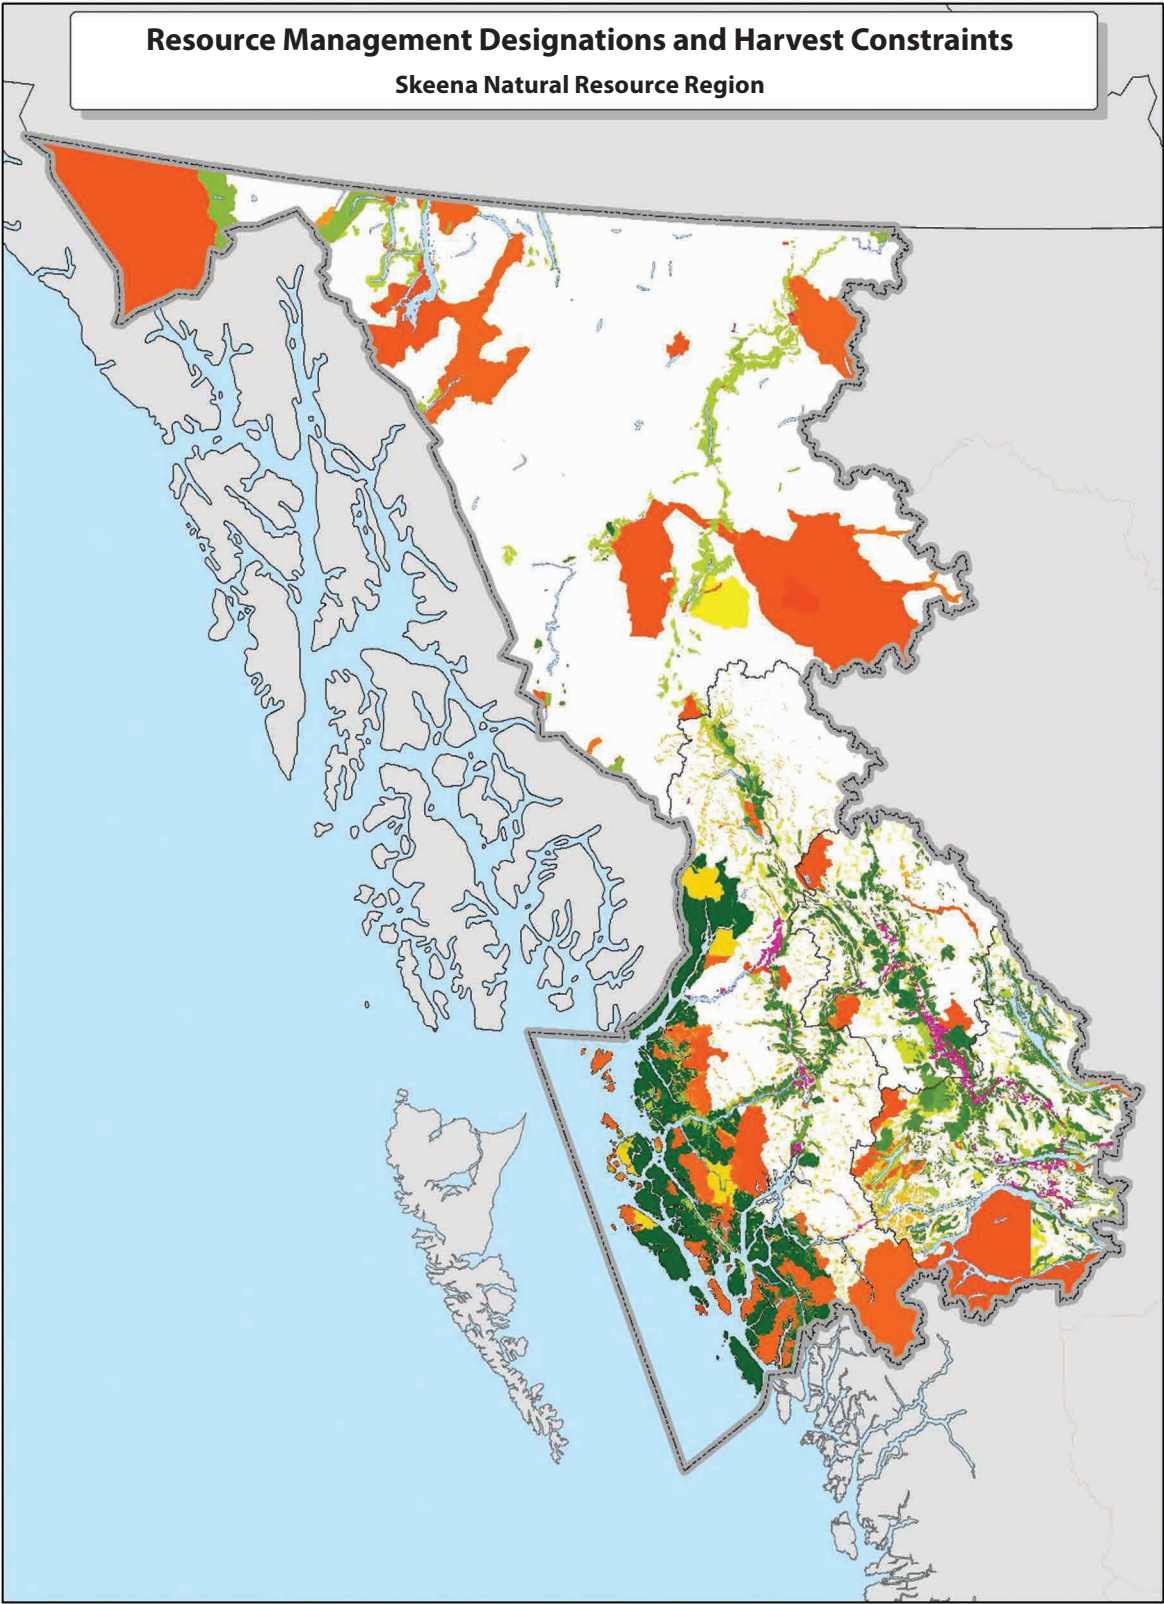 Resource Management Designations and Harvest Constraints
Skeena Natural Resource Region